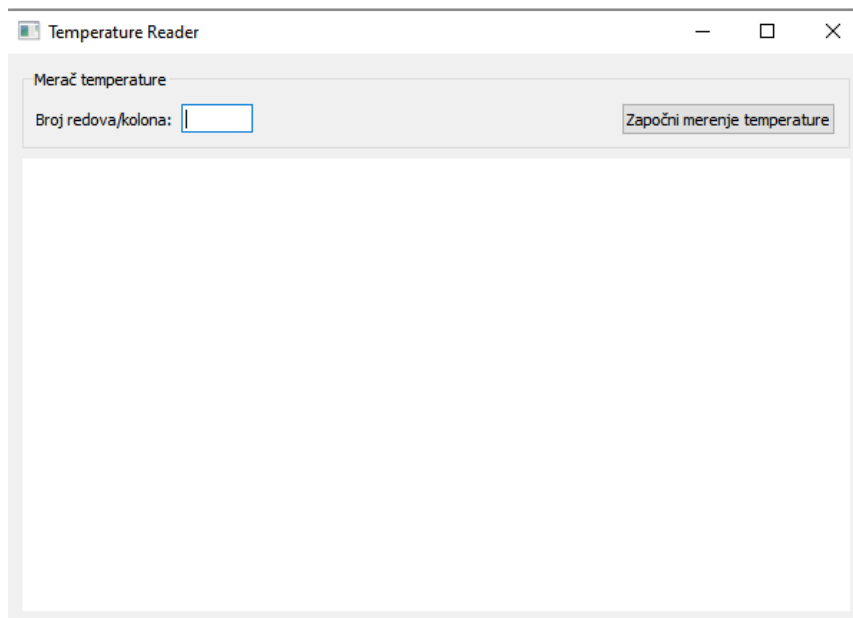 Temperature Reader
Merač temperature
Broj redova/kolona:
Započni merenje temperature